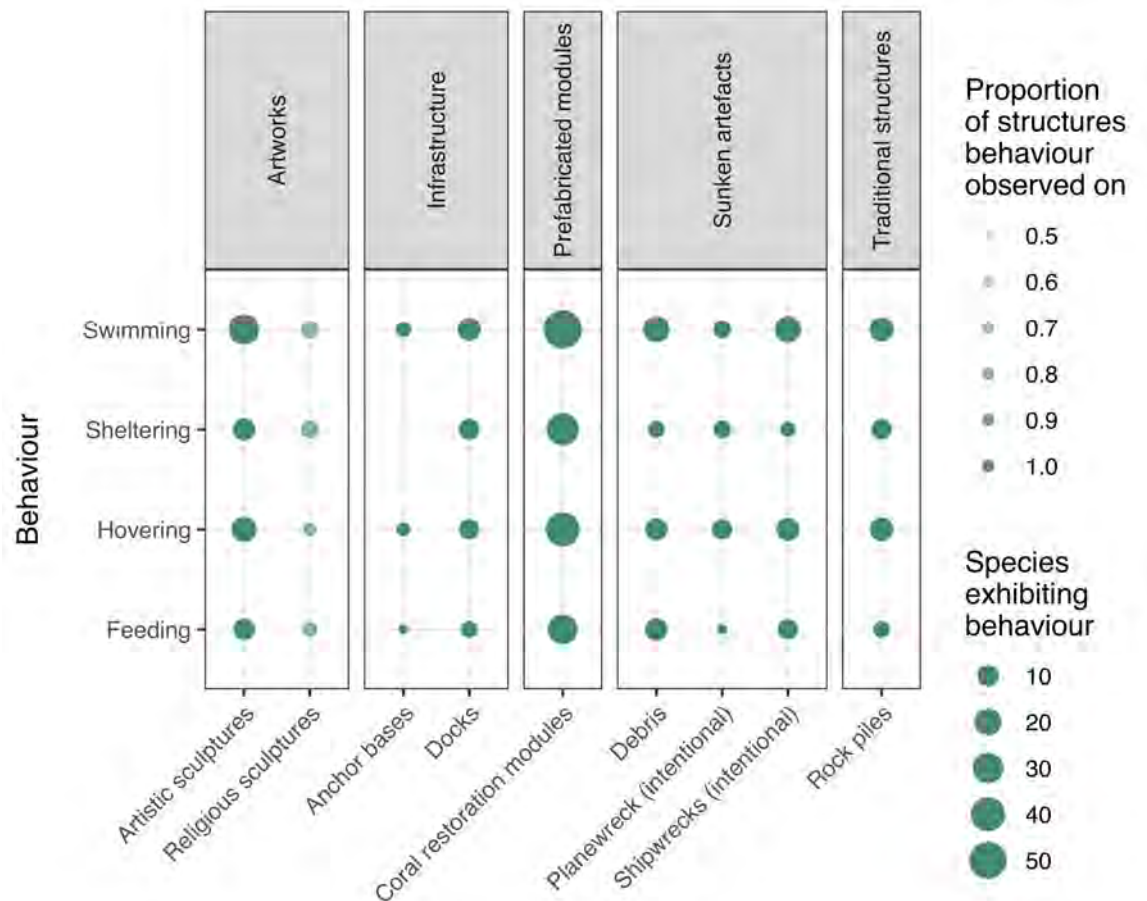 Artworks
Infrastructure
Prefabricated modules
Sunken artefacts
Traditional structures
Behaviour
Swimming
Sheltering
Hovering
Feeding
Artistic sculptures
Religious sculptures
Anchor bases
Docks
Coral restoration modules
Debris
Planewreck (intentional)
Shipwrecks (intentional)
Rock piles
Proportion
of structures
behaviour
observed on
0.5
0.6
0.7
0.8
0.9
1.0
Species
exhibiting
behaviour
10
20
30
40
50